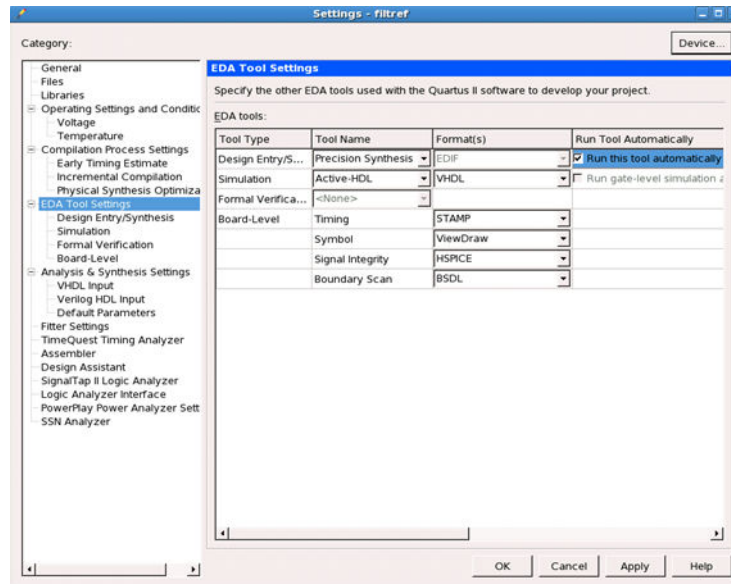 Settings - filtref
Category:
Device...
General
Files
Libraries
Operating Settings and Conditic
Voltage
Temperature
Compilation Process Settings
Early Timing Estimate
Incremental Compilation
Physical Synthesis Optimiza
EDA Tool Settings
Design Entry/Synthesis
Simulation
Formal Verification
Board-Level
Analysis & Synthesis Settings
VHDL Input
Verilog HDL Input
Default Parameters
Fitter Settings
TimeQuest Timing Analyzer
Assembler
Design Assistant
SignalTap II Logic Analyzer
Logic Analyzer Interface
PowerPlay Power Analyzer Sett
SSN Analyzer
EDA Tool Settings
Specify the other EDA tools used with the Quartus II software to develop your project.
EDA tools:
Tool Type Tool Name Format(s) Run Tool Automatically
Design Entry/S... Precision Synthesis EDIF Run this tool automatically
Simulation Active-HDL VHDL Run gate-level simulation a
Formal Verifica... <None>
Board-Level Timing STAMP
Symbol ViewDraw
Signal Integrity HSPICE
Boundary Scan BSDL
OK Cancel Apply Help